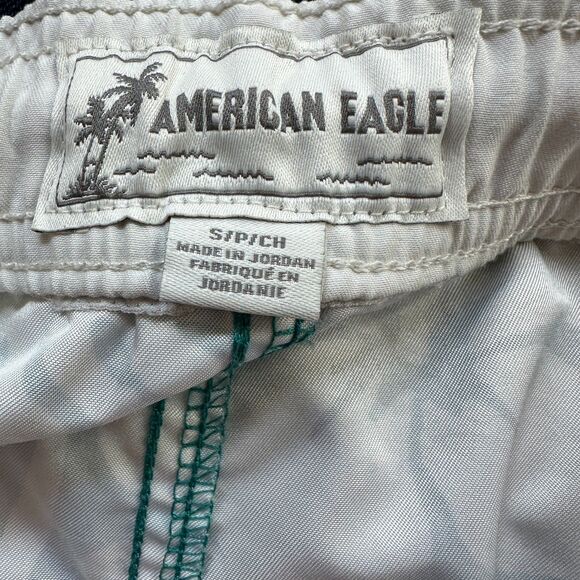 AMERICAN EAGLE
S/P/CH
MADE IN JORDAN
FABRIQUÉ EN
JORDANIE